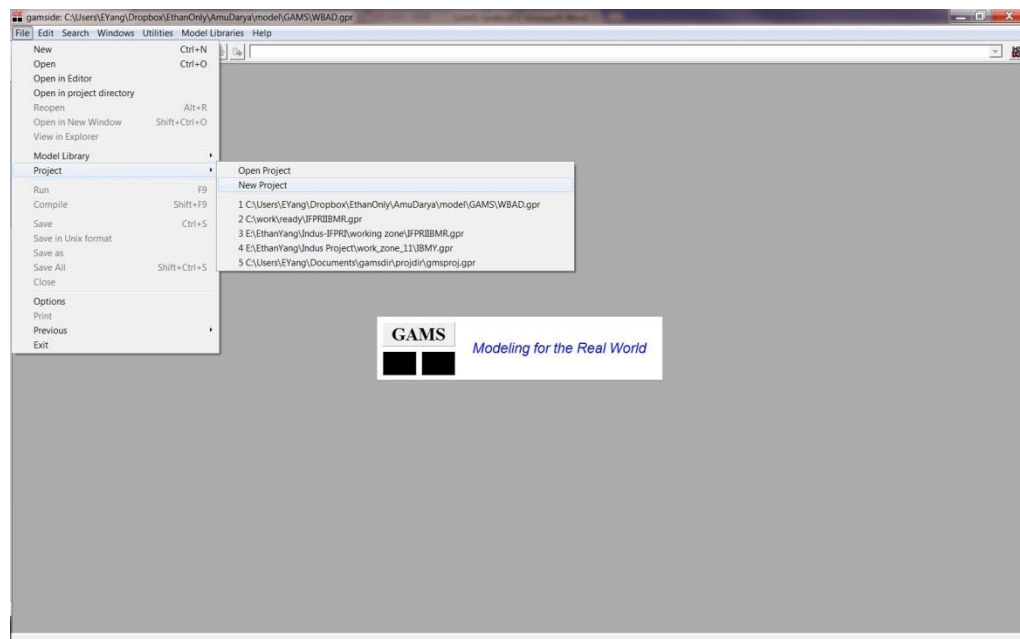 gamside: C:\Users\EYang\Dropbox\EthanOnly\AmuDarya\model\GAMS\WBAD.gpr
File Edit Search Windows Utilities Model Libraries Help
New Ctrl+N
Open Ctrl+O
Open in Editor
Open in project directory
Reopen Alt+R
Open in New Window Shift+Ctrl+O
View in Explorer
Model Library
Project
Open Project
New Project
1 C:\Users\EYang\Dropbox\EthanOnly\AmuDarya\model\GAMS\WBAD.gpr
2 C:\work\ready\IFPRIIBMR.gpr
3 E:\EthanYang\Indus-IFPRI\working zone\IFPRIIBMR.gpr
4 E:\EthanYang\Indus Project\work_zone_11\IBMY.gpr
5 C:\Users\EYang\Documents\gamsdir\projdir\gmsproj.gpr
Run F9
Compile Shift+F9
Save Ctrl+S
Save in Unix format
Save as
Save All Shift+Ctrl+S
Close
Options
Print
Previous
Exit
GAMS
Modeling for the Real World